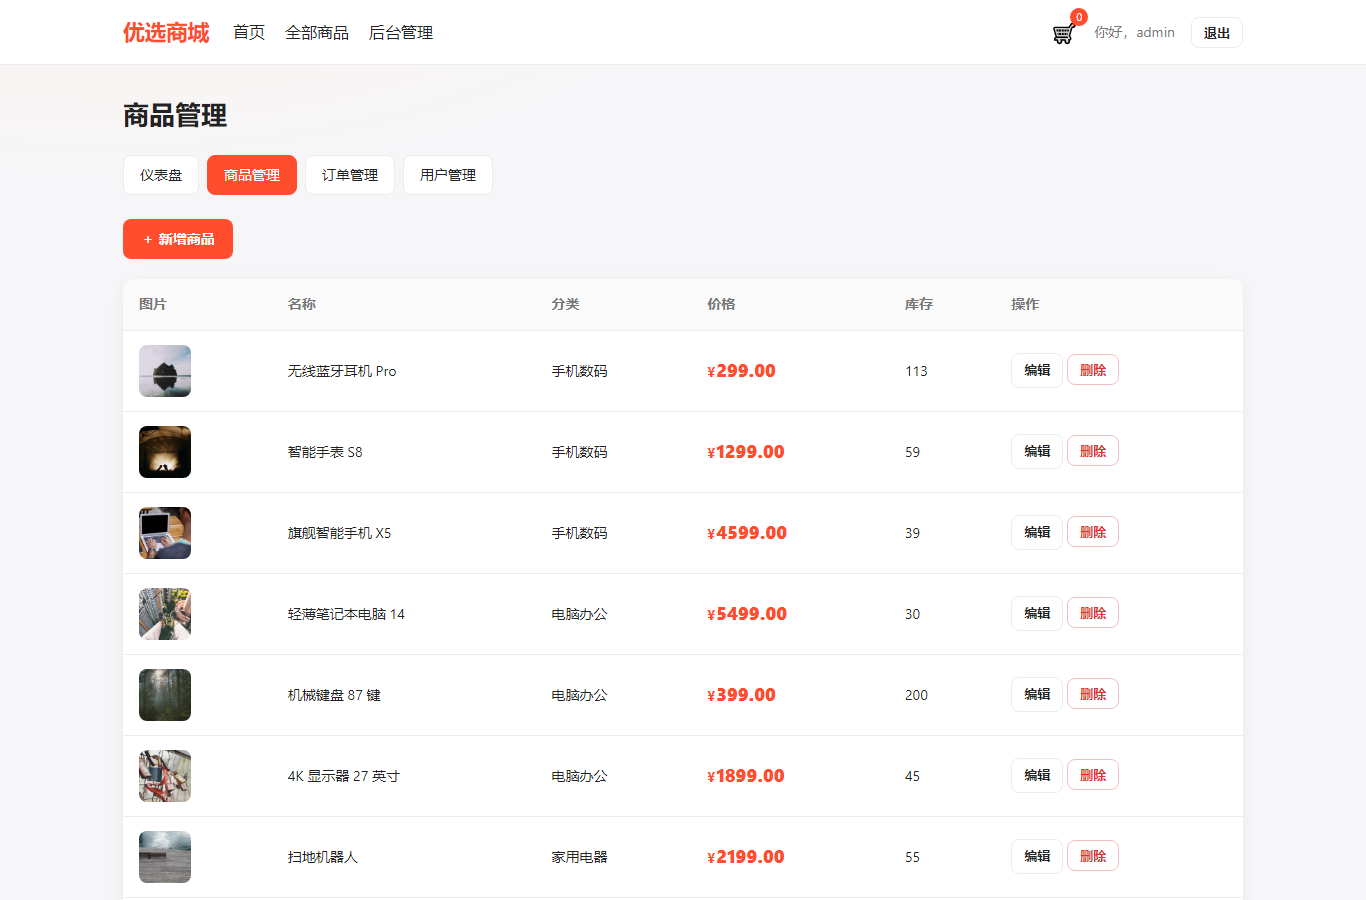 优选商城 首页 全部商品 后台管理 0 你好，admin 退出
商品管理
仪表盘 商品管理 订单管理 用户管理
+ 新增商品
图片 名称 分类 价格 库存 操作
无线蓝牙耳机 Pro 手机数码 ¥299.00 113 编辑 删除
智能手表 S8 手机数码 ¥1299.00 59 编辑 删除
旗舰智能手机 X5 手机数码 ¥4599.00 39 编辑 删除
轻薄笔记本电脑 14 电脑办公 ¥5499.00 30 编辑 删除
机械键盘 87 键 电脑办公 ¥399.00 200 编辑 删除
4K 显示器 27 英寸 电脑办公 ¥1899.00 45 编辑 删除
扫地机器人 家用电器 ¥2199.00 55 编辑 删除